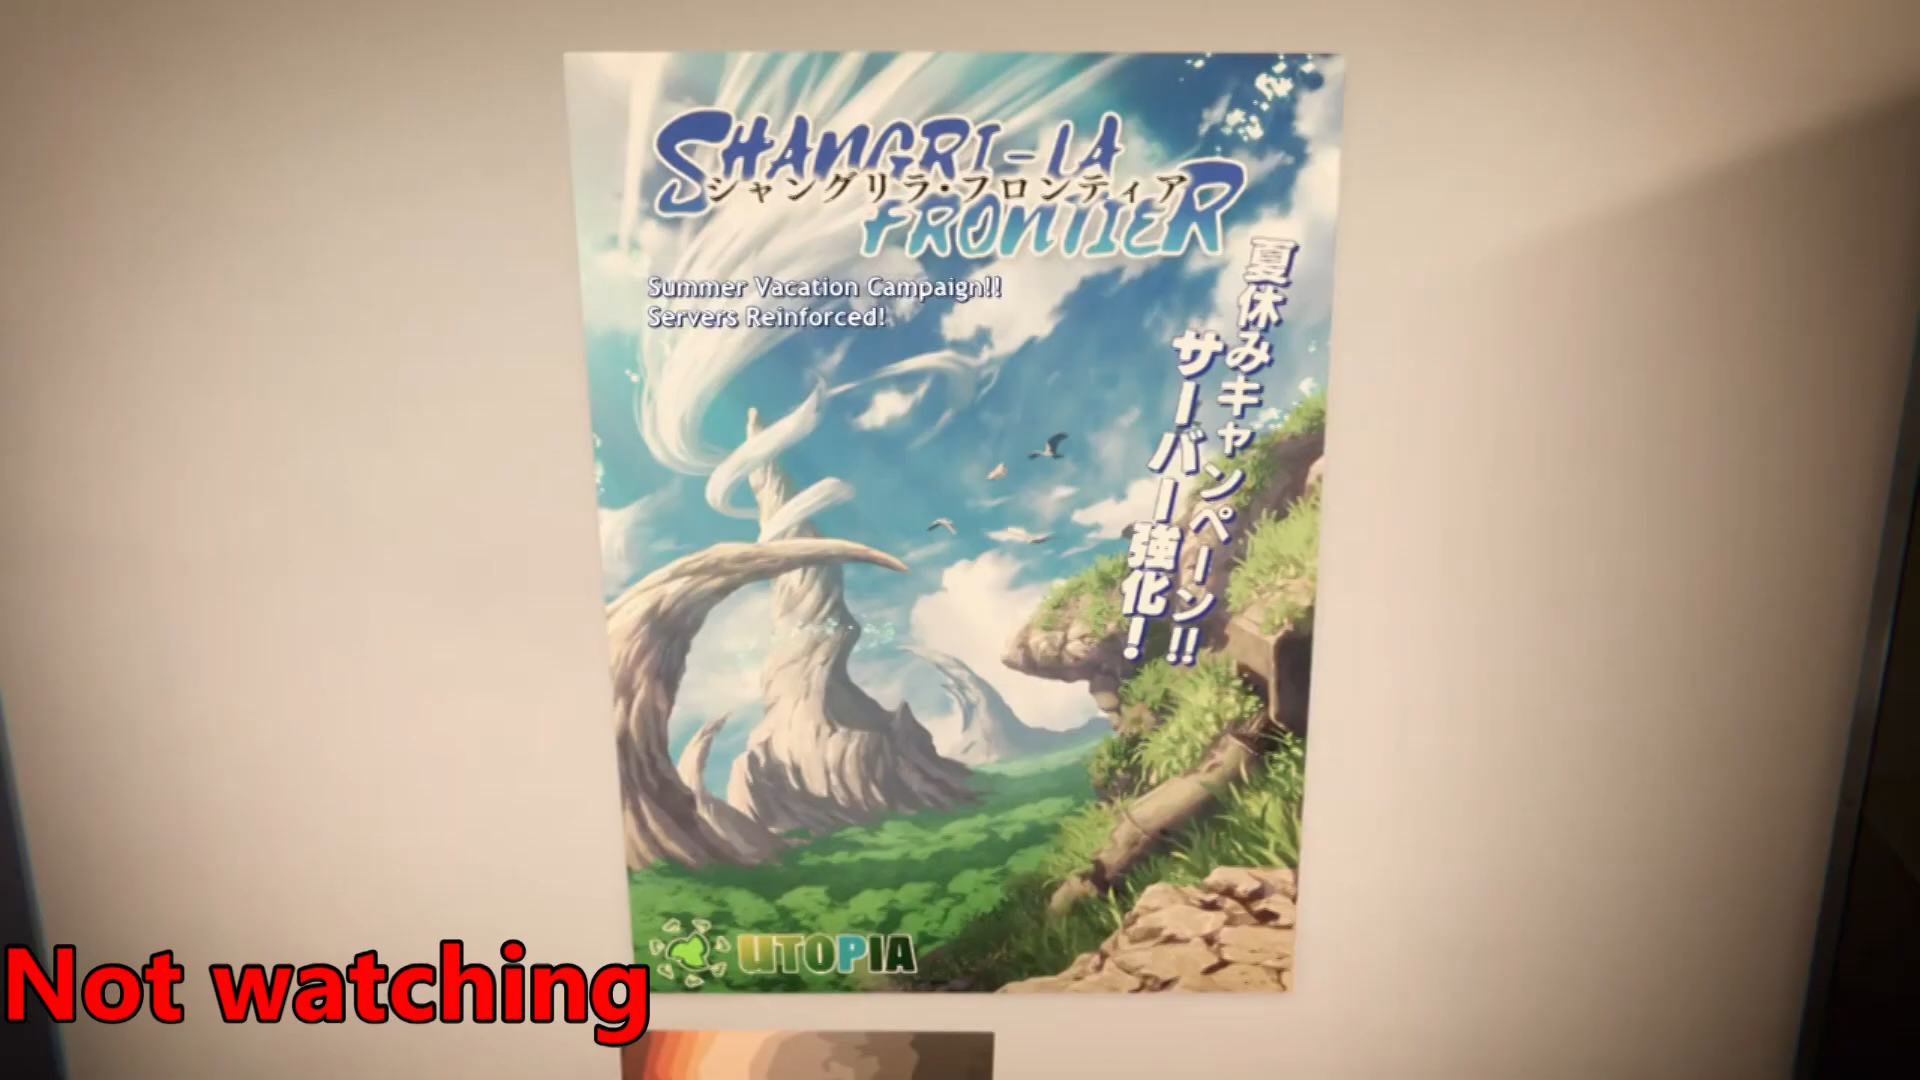 SHANGRI-LA
シャングリラ・フロンティア
FRONTIER
Summer Vacation Campaign!!
Servers Reinforced!
夏休みキャンペーン!!
サーバー強化!
UTOPIA
Not watching